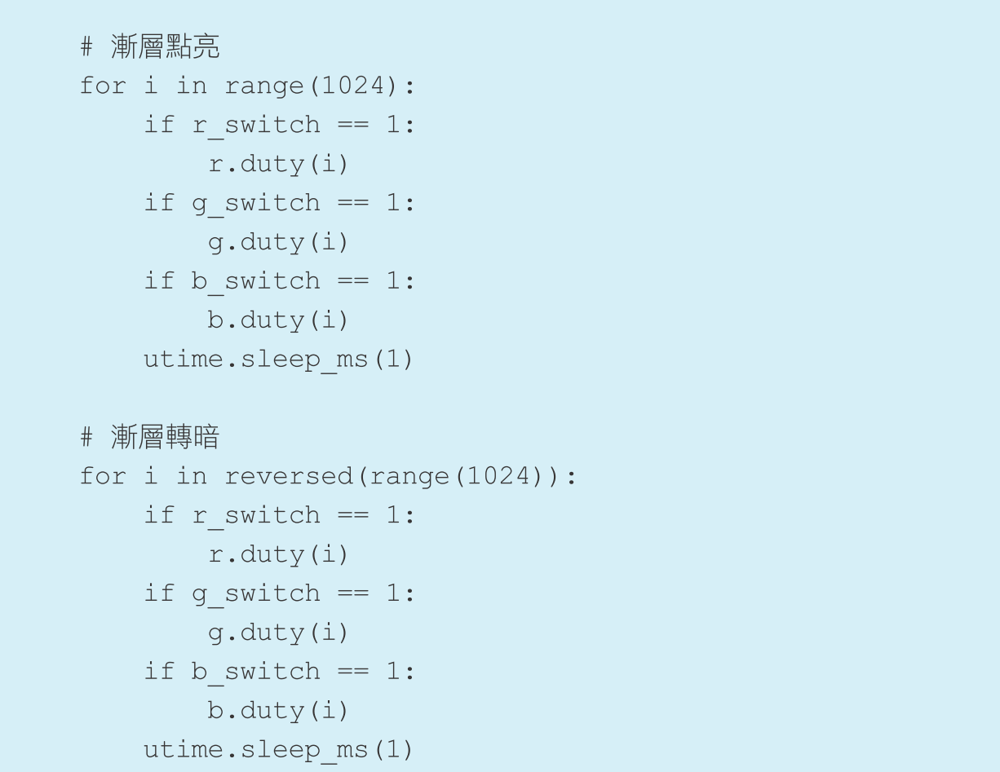 # 漸層點亮
for i in range(1024):
    if r_switch == 1:
        r.duty(i)
    if g_switch == 1:
        g.duty(i)
    if b_switch == 1:
        b.duty(i)
    utime.sleep_ms(1)

# 漸層轉暗
for i in reversed(range(1024)):
    if r_switch == 1:
        r.duty(i)
    if g_switch == 1:
        g.duty(i)
    if b_switch == 1:
        b.duty(i)
    utime.sleep_ms(1)